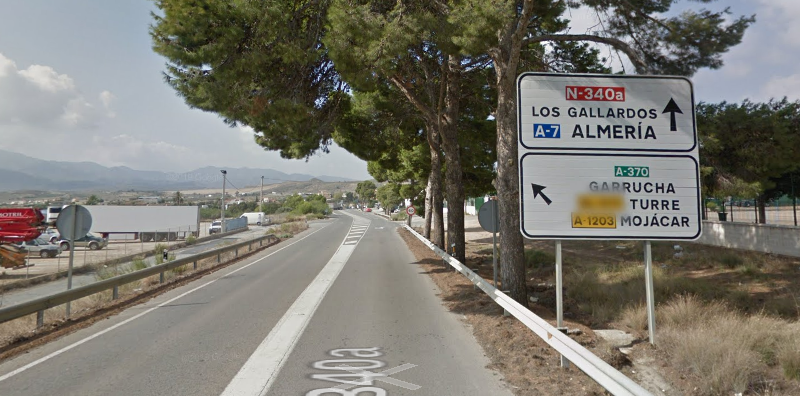 N-340a
LOS GALLARDOS
A-7 ALMERÍA
A-370
GARRUCHA
TURRE
A-1203 MOJÁCAR
340a